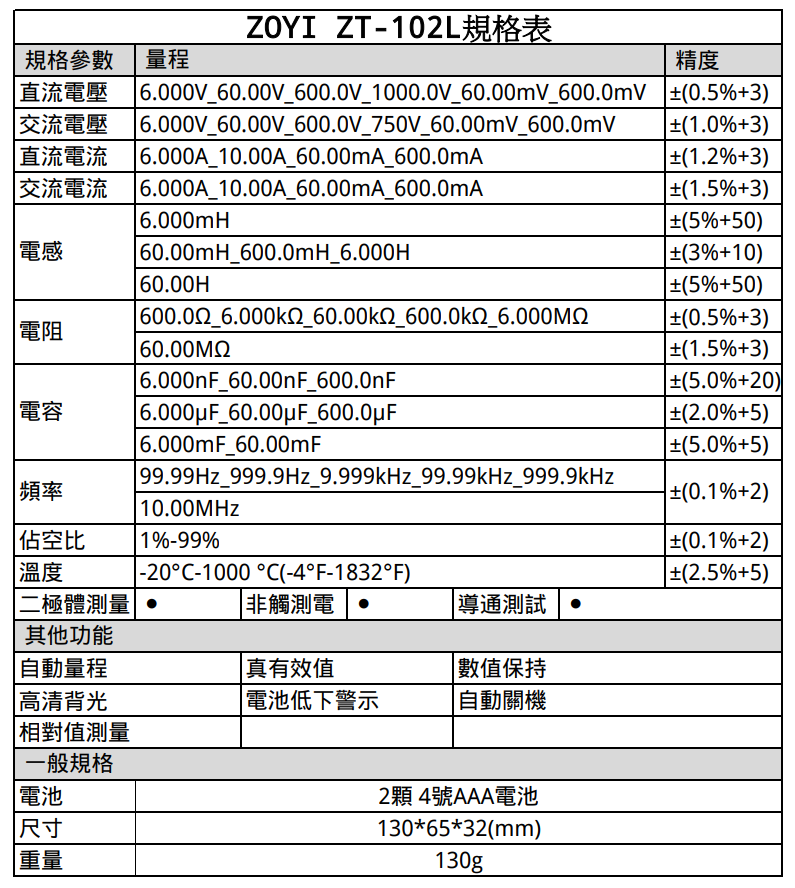 ZOYI ZT-102L規格表
規格參數 量程 精度
直流電壓 6.000V_60.00V_600.0V_1000.0V_60.00mV_600.0mV ±(0.5%+3)
交流電壓 6.000V_60.00V_600.0V_750V_60.00mV_600.0mV ±(1.0%+3)
直流電流 6.000A_10.00A_60.00mA_600.0mA ±(1.2%+3)
交流電流 6.000A_10.00A_60.00mA_600.0mA ±(1.5%+3)
電感 6.000mH ±(5%+50)
60.00mH_600.0mH_6.000H ±(3%+10)
60.00H ±(5%+50)
電阻 600.0Ω_6.000kΩ_60.00kΩ_600.0kΩ_6.000MΩ ±(0.5%+3)
60.00MΩ ±(1.5%+3)
電容 6.000nF_60.00nF_600.0nF ±(5.0%+20)
6.000µF_60.00µF_600.0µF ±(2.0%+5)
6.000mF_60.00mF ±(5.0%+5)
頻率 99.99Hz_999.9Hz_9.999kHz_99.99kHz_999.9kHz ±(0.1%+2)
10.00MHz
佔空比 1%-99% ±(0.1%+2)
溫度 -20°C-1000 °C(-4°F-1832°F) ±(2.5%+5)
二極體測量 ● 非觸測電 ● 導通測試 ●
其他功能
自動量程 真有效值 數值保持
高清背光 電池低下警示 自動關機
相對值測量
一般規格
電池 2顆 4號AAA電池
尺寸 130*65*32(mm)
重量 130g